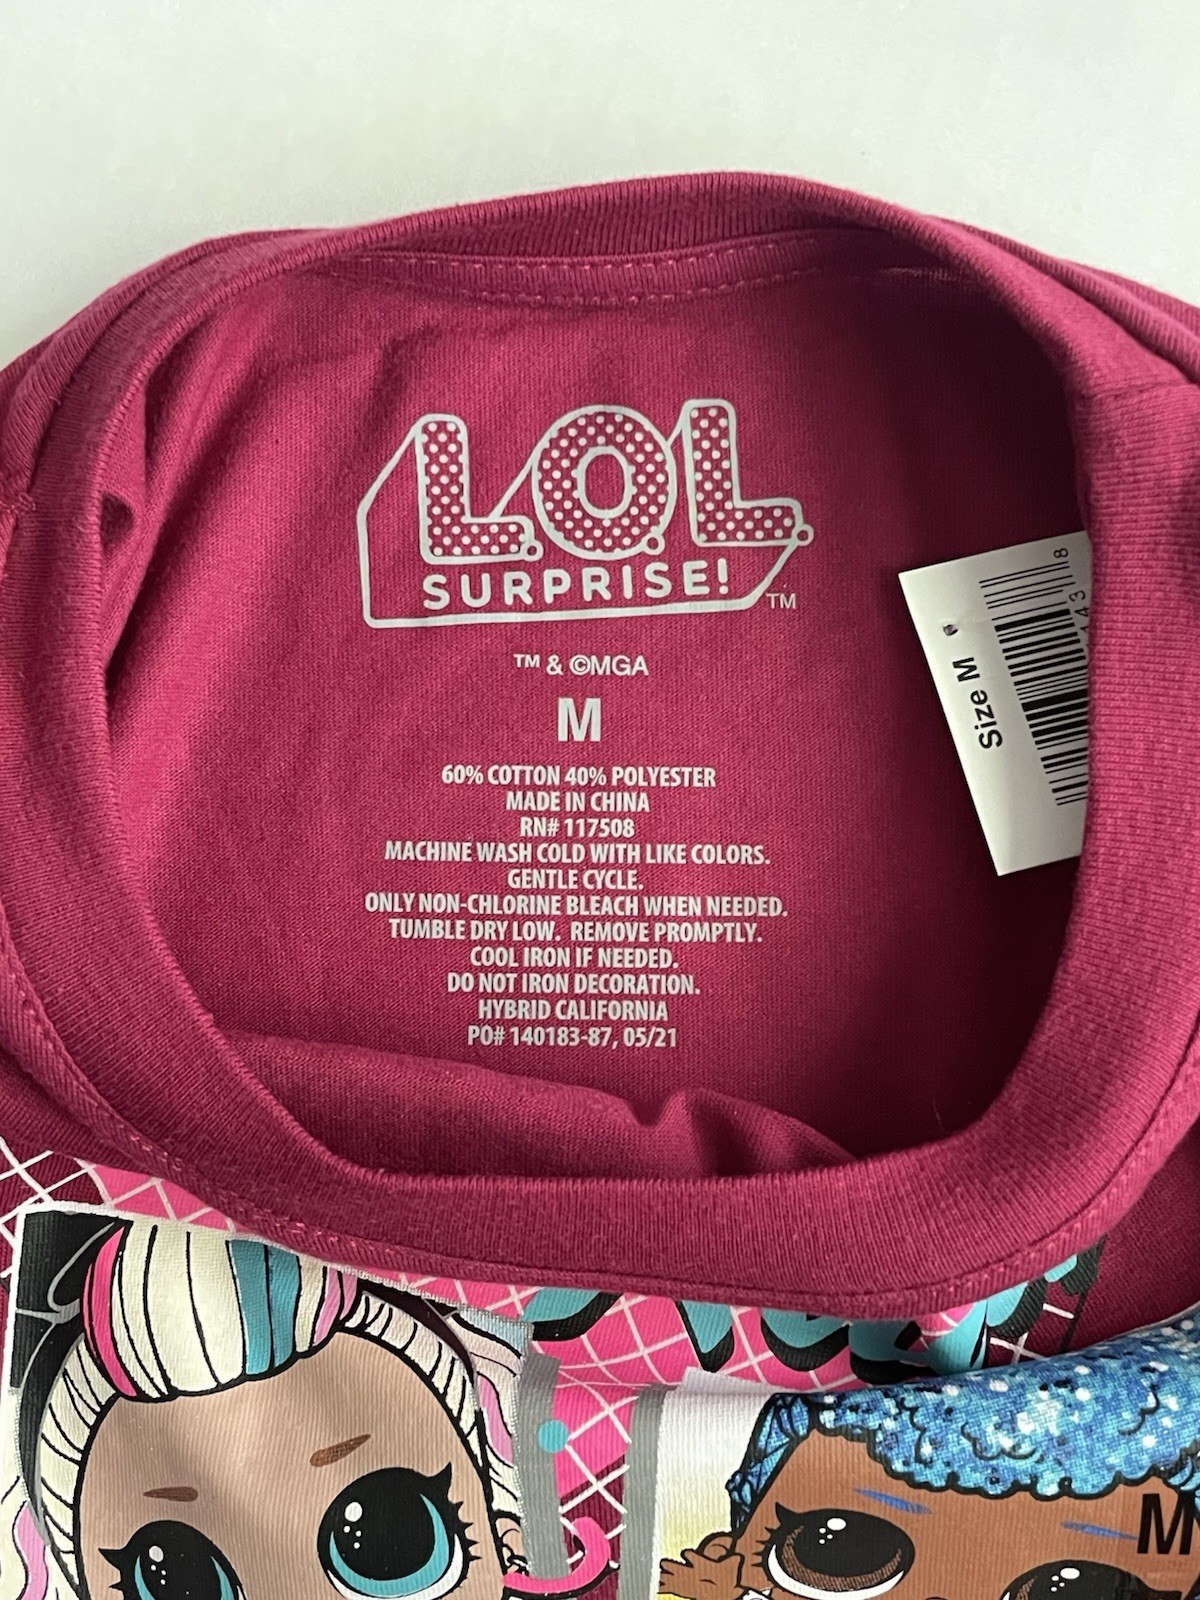 L.O.L.
SURPRISE!
TM
TM & ©MGA
M
60% COTTON 40% POLYESTER
MADE IN CHINA
RN# 117508
MACHINE WASH COLD WITH LIKE COLORS.
GENTLE CYCLE.
ONLY NON-CHLORINE BLEACH WHEN NEEDED.
TUMBLE DRY LOW. REMOVE PROMPTLY.
COOL IRON IF NEEDED.
DO NOT IRON DECORATION.
HYBRID CALIFORNIA
PO# 140183-87, 05/21
Size M
8
M